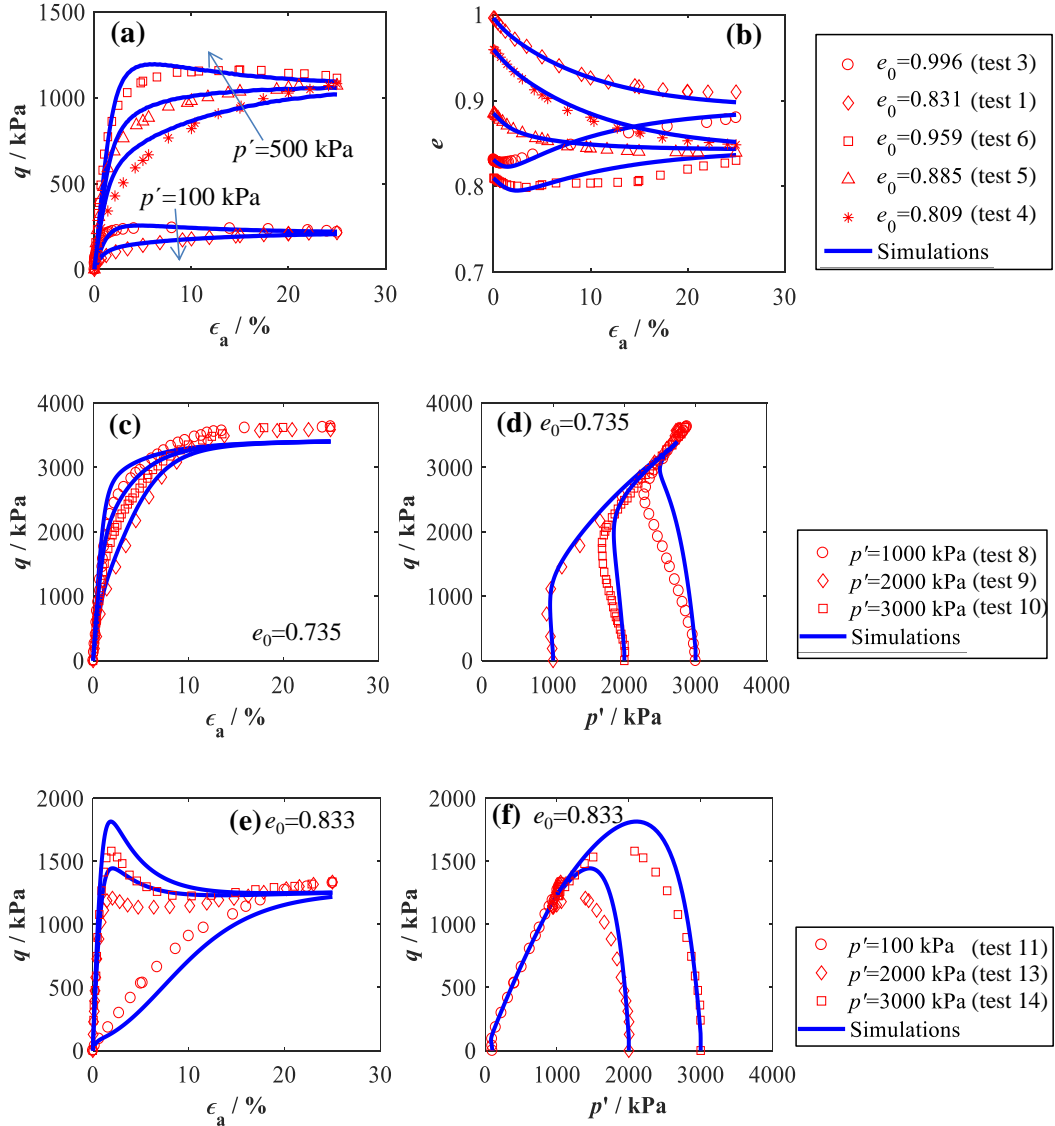 (a)
1500
1000
500
0
q / kPa
p′=500 kPa
p′=100 kPa
0 10 20 30
ϵa / %
(b)
1
0.9
0.8
0.7
e
0 5 10 15 20 25 30
ϵa / %
e0=0.996 (test 3)
e0=0.831 (test 1)
e0=0.959 (test 6)
e0=0.885 (test 5)
e0=0.809 (test 4)
Simulations
(c)
4000
3000
2000
1000
0
q / kPa
e0=0.735
0 10 20 30
ϵa / %
(d) e0=0.735
4000
3000
2000
1000
0
q / kPa
0 1000 2000 3000 4000
p' / kPa
p'=1000 kPa (test 8)
p'=2000 kPa (test 9)
p'=3000 kPa (test 10)
Simulations
(e) e0=0.833
2000
1500
1000
500
0
q / kPa
0 10 20 30
ϵa / %
(f) e0=0.833
2000
1500
1000
500
0
q / kPa
0 1000 2000 3000 4000
p' / kPa
p'=100 kPa (test 11)
p'=2000 kPa (test 13)
p'=3000 kPa (test 14)
Simulations